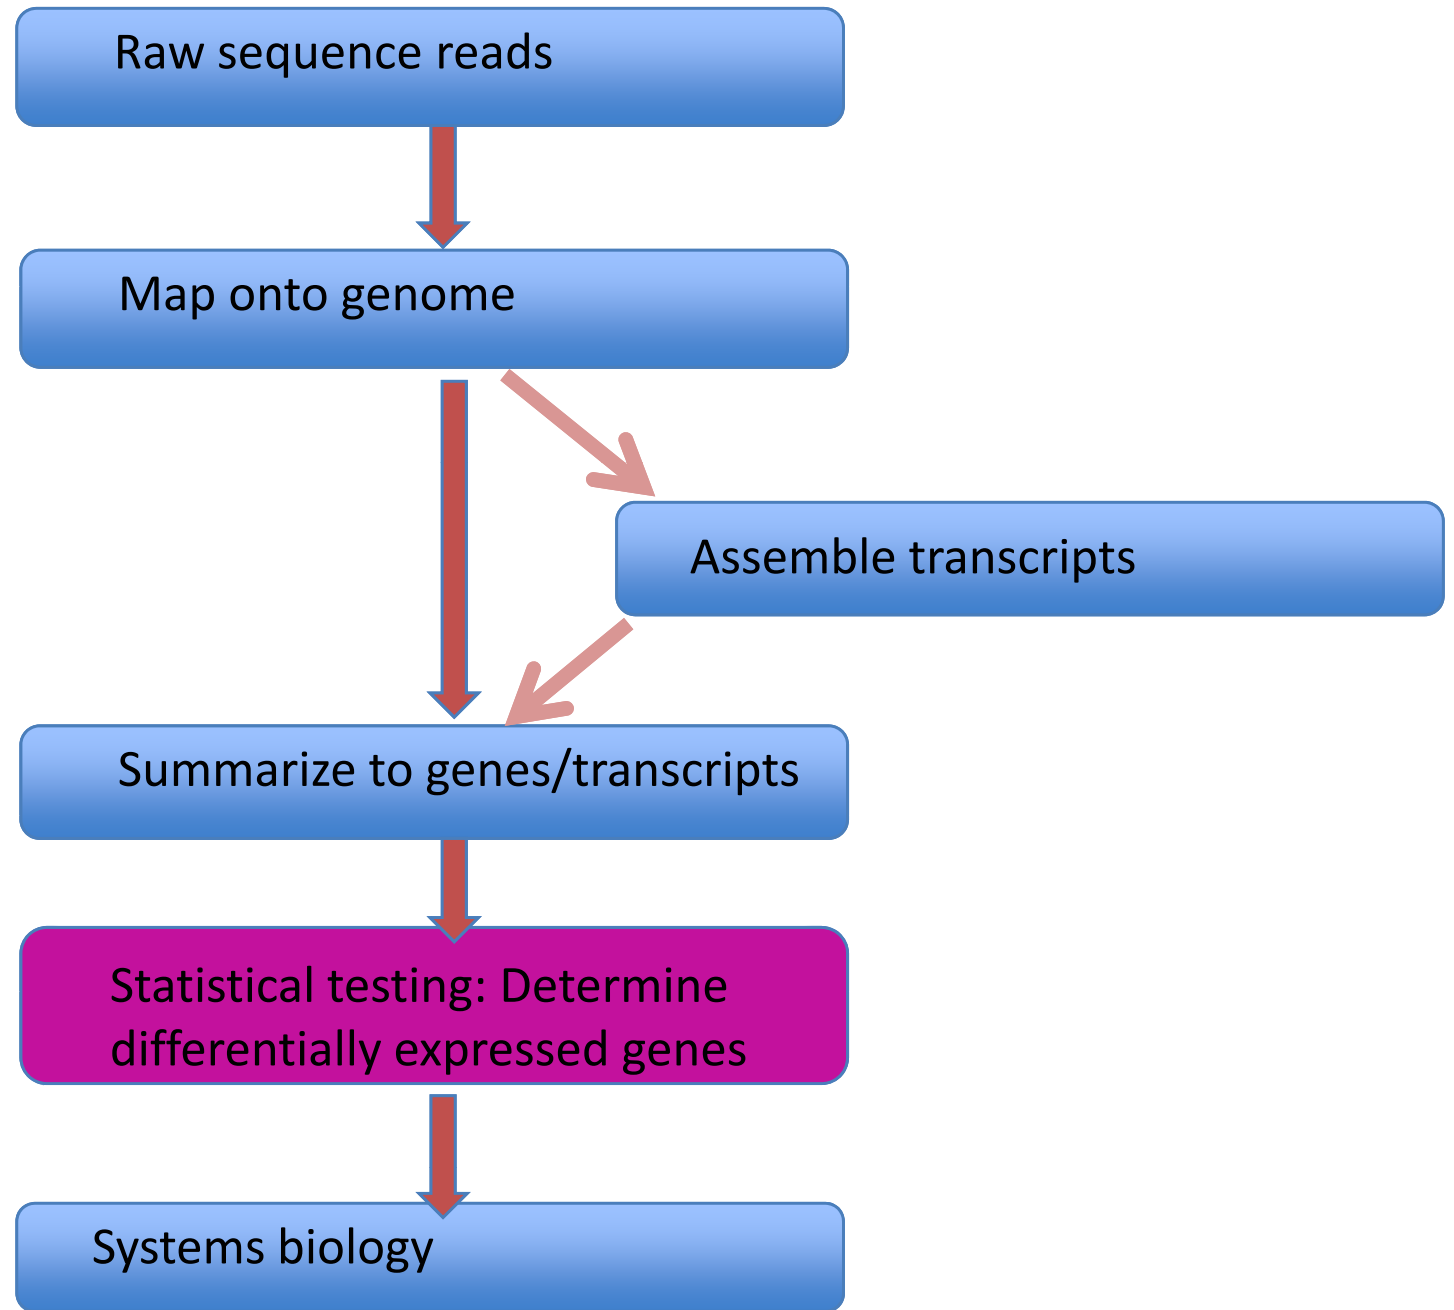 Raw sequence reads
Map onto genome
Assemble transcripts
Summarize to genes/transcripts
Statistical testing: Determine
differentially expressed genes
Systems biology